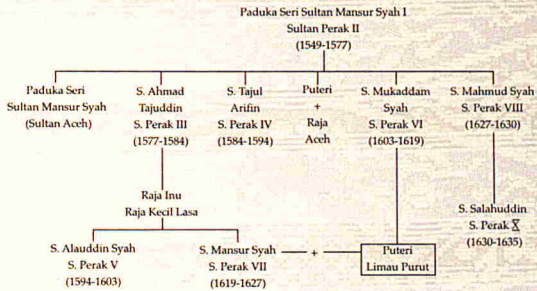 Paduka Seri Sultan Mansur Syah I
Sultan Perak II
(1549-1577)
Paduka Seri
Sultan Mansur Syah
(Sultan Aceh)
S. Ahmad
Tajuddin
S. Perak III
(1577-1584)
S. Tajul
Arifin
S. Perak IV
(1584-1594)
Puteri
+
Raja
Aceh
S. Mukaddam
Syah
S. Perak VI
(1603-1619)
S. Mahmud Syah
S. Perak VIII
(1627-1630)
Raja Inu
Raja Kecil Lasa
S. Salahuddin
S. Perak X
(1630-1635)
S. Alauddin Syah
S. Perak V
(1594-1603)
S. Mansur Syah
S. Perak VII
(1619-1627)
+
Puteri
Limau Purut